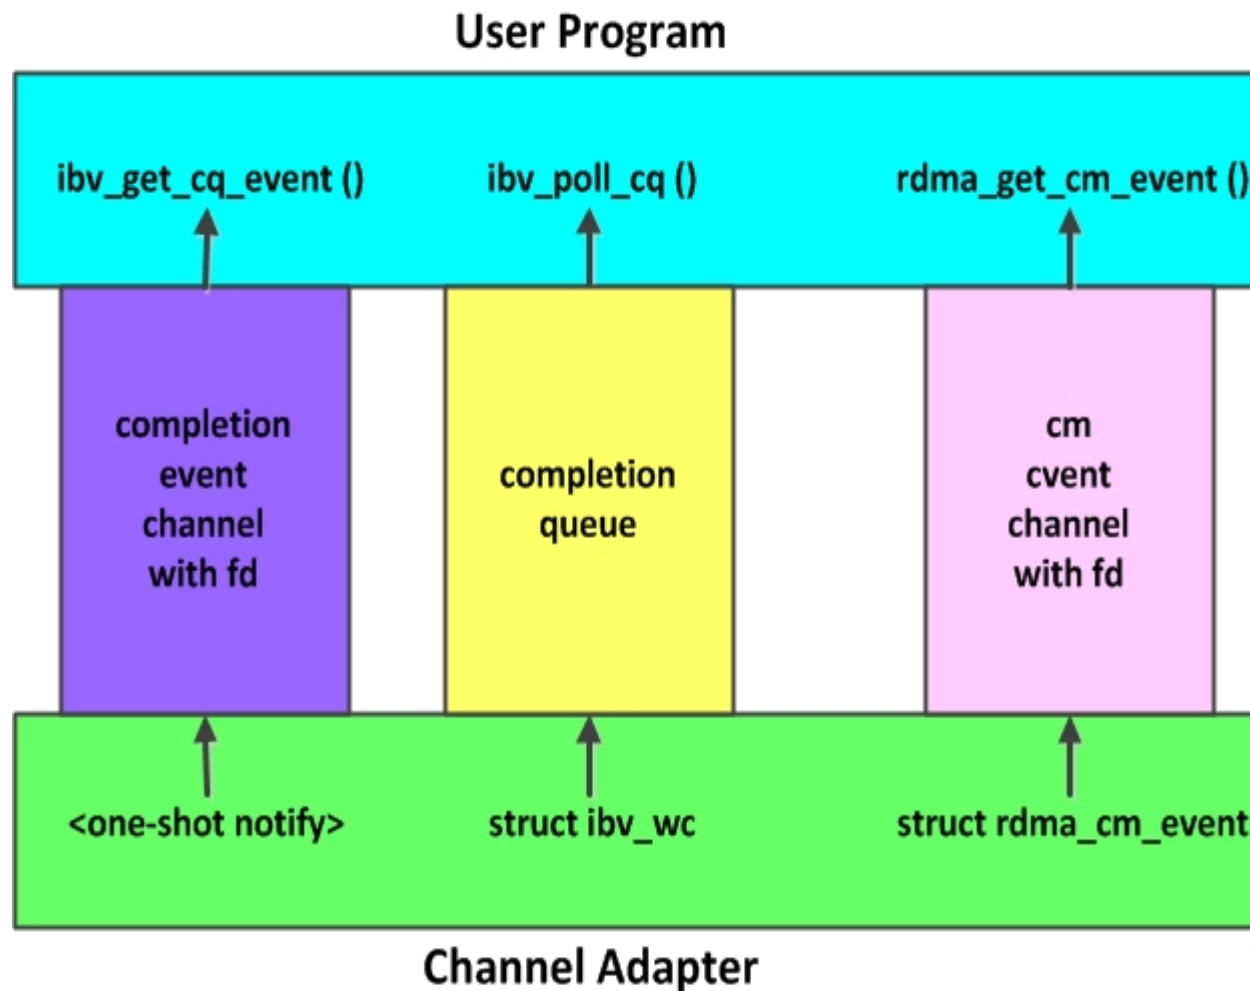 User Program
ibv_get_cq_event ()
ibv_poll_cq ()
rdma_get_cm_event ()
completion
event
channel
with fd
completion
queue
cm
cvent
channel
with fd
<one-shot notify>
struct ibv_wc
struct rdma_cm_event
Channel Adapter